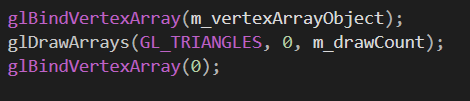 glBindVertexArray(m_vertexArrayObject);
glDrawArrays(GL_TRIANGLES, 0, m_drawCount);
glBindVertexArray(0);